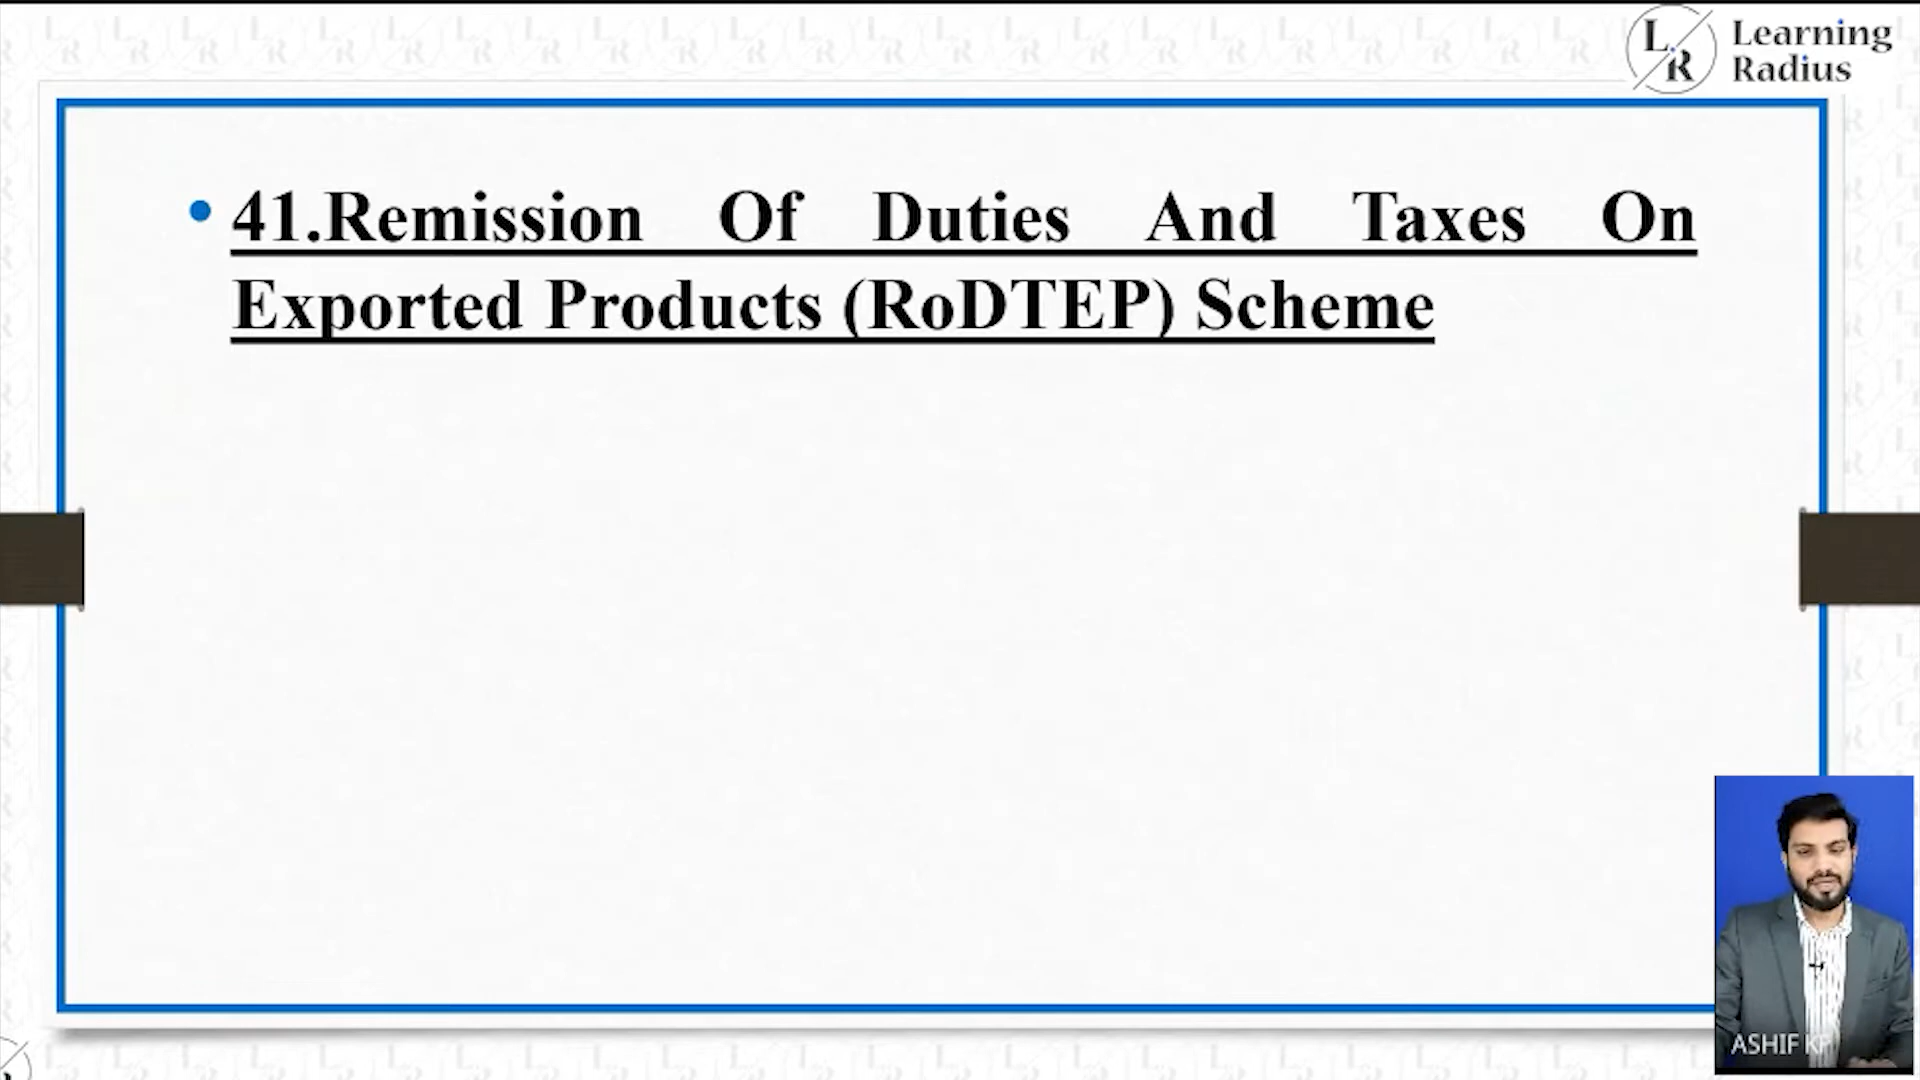 Learning
Radius
• 41.Remission Of Duties And Taxes On
Exported Products (RoDTEP) Scheme
ASHIF KP